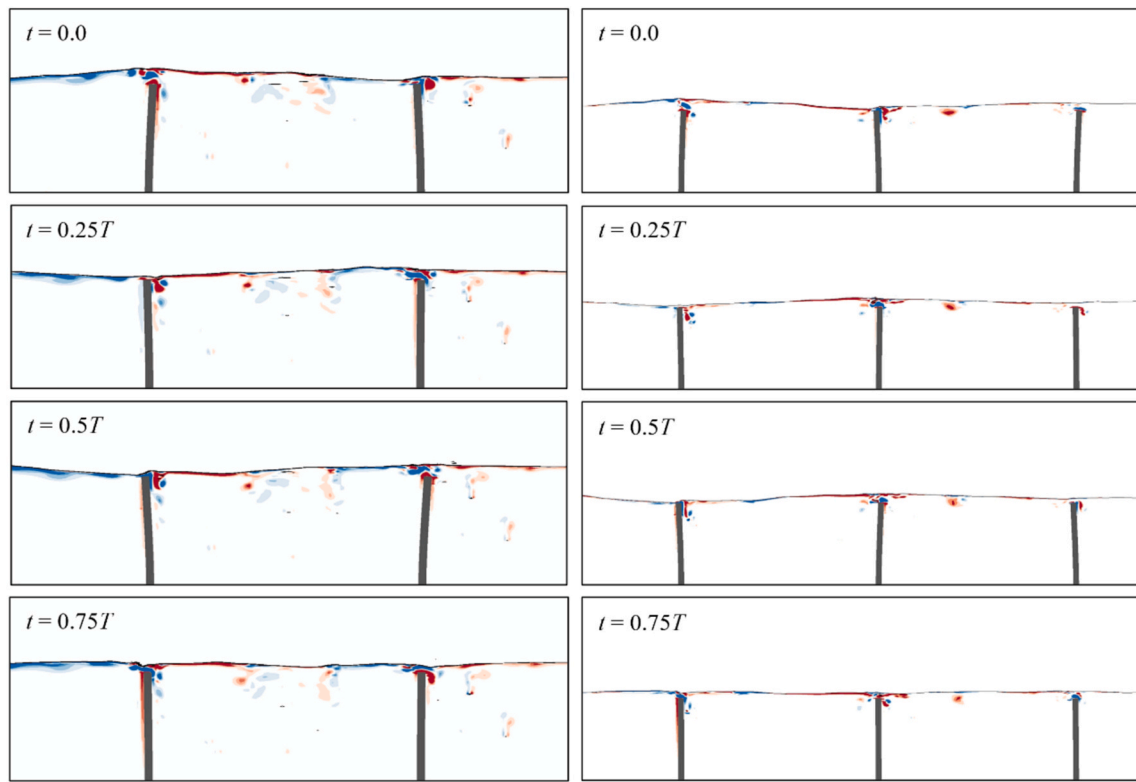 t = 0.0
t = 0.0
t = 0.25T
t = 0.25T
t = 0.5T
t = 0.5T
t = 0.75T
t = 0.75T